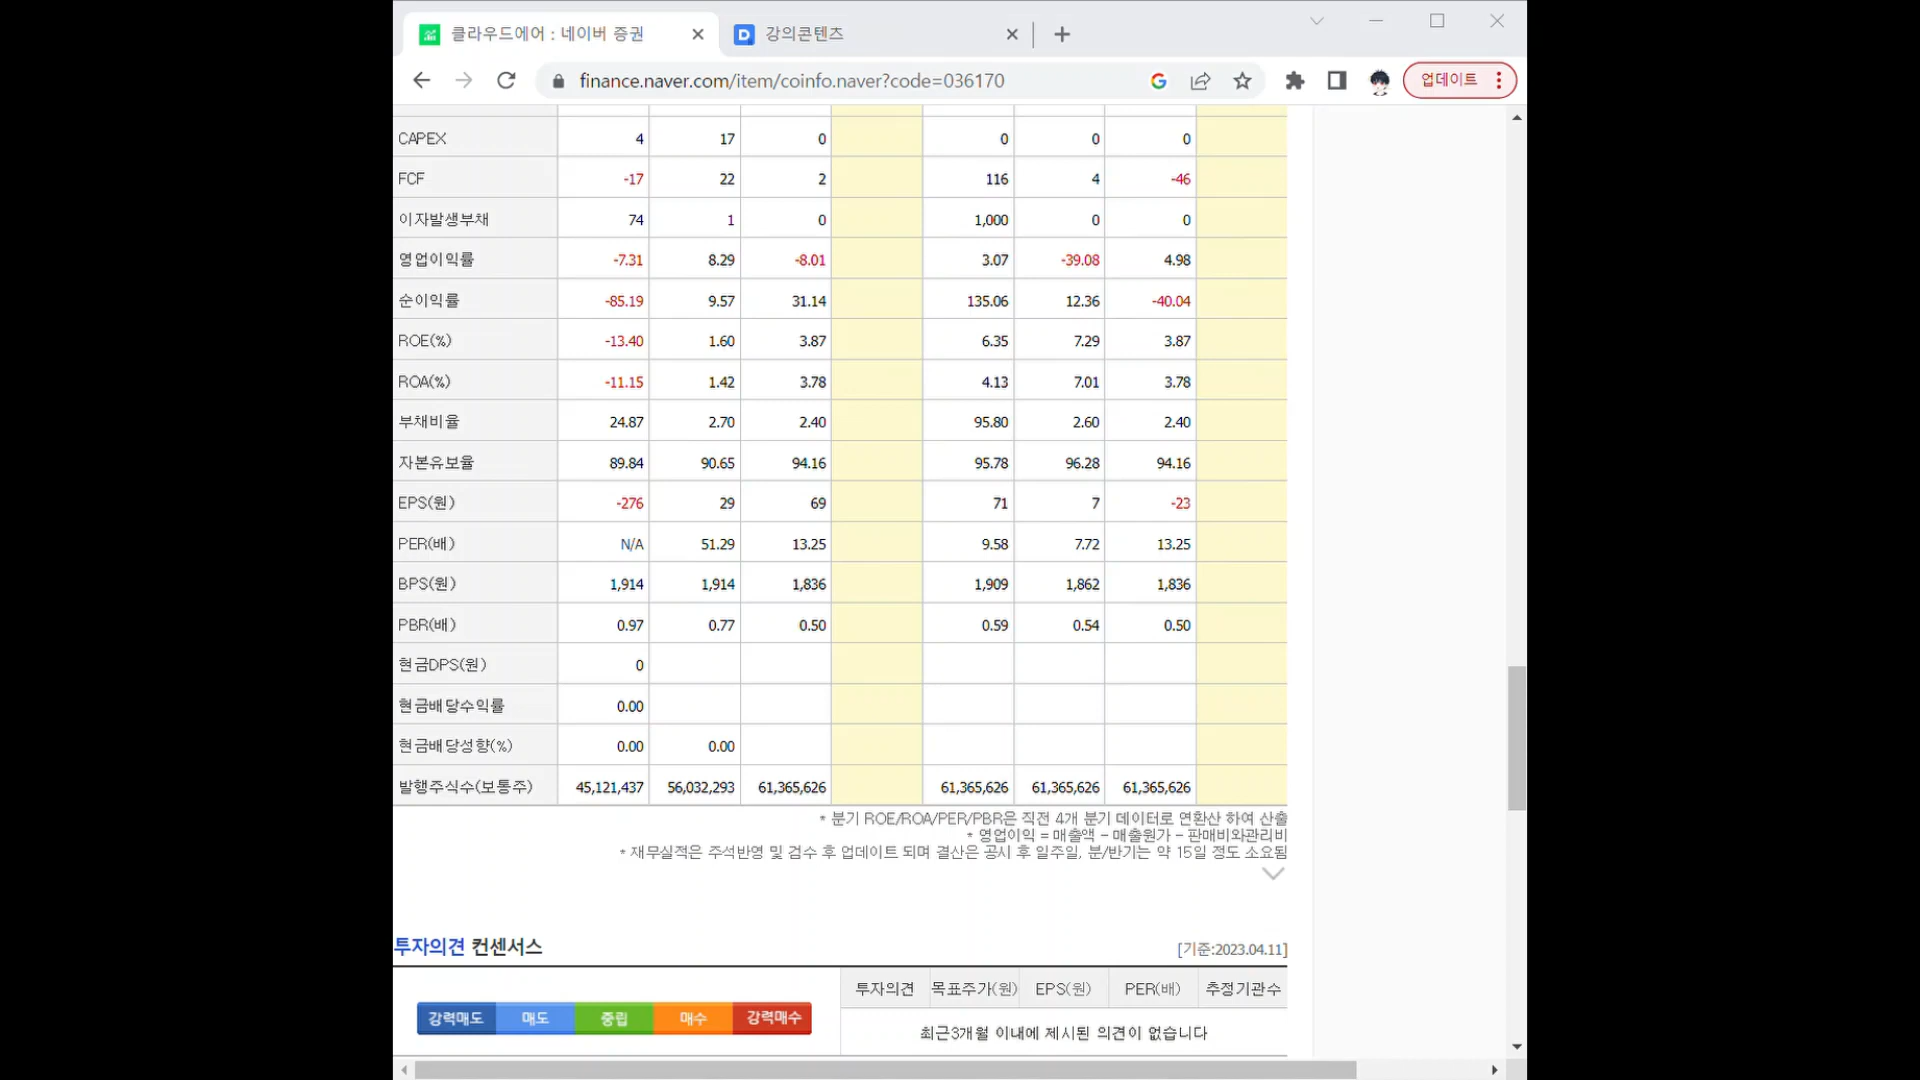 클라우드에어 : 네이버 증권
강의콘텐츠
finance.naver.com/item/coinfo.naver?code=036170
업데이트
CAPEX 4 17 0 0 0 0
FCF -17 22 2 116 4 -46
이자발생부채 74 1 0 1,000 0 0
영업이익률 -7.31 8.29 -8.01 3.07 -39.08 4.98
순이익률 -85.19 9.57 31.14 135.06 12.36 -40.04
ROE(%) -13.40 1.60 3.87 6.35 7.29 3.87
ROA(%) -11.15 1.42 3.78 4.13 7.01 3.78
부채비율 24.87 2.70 2.40 95.80 2.60 2.40
자본유보율 89.84 90.65 94.16 95.78 96.28 94.16
EPS(원) -276 29 69 71 7 -23
PER(배) N/A 51.29 13.25 9.58 7.72 13.25
BPS(원) 1,914 1,914 1,836 1,909 1,862 1,836
PBR(배) 0.97 0.77 0.50 0.59 0.54 0.50
현금DPS(원) 0
현금배당수익률 0.00
현금배당성향(%) 0.00 0.00
발행주식수(보통주) 45,121,437 56,032,293 61,365,626 61,365,626 61,365,626 61,365,626
* 분기 ROE/ROA/PER/PBR은 직전 4개 분기 데이터로 연환산 하여 산출
* 영업이익 = 매출액 - 매출원가 - 판매비와관리비
* 재무실적은 주석반영 및 검수 후 업데이트 되며 결산은 공시 후 일주일, 분/반기는 약 15일 정도 소요됨
투자의견 컨센서스 [기준:2023.04.11]
투자의견 목표주가(원) EPS(원) PER(배) 추정기관수
강력매도 매도 중립 매수 강력매수
최근3개월 이내에 제시된 의견이 없습니다